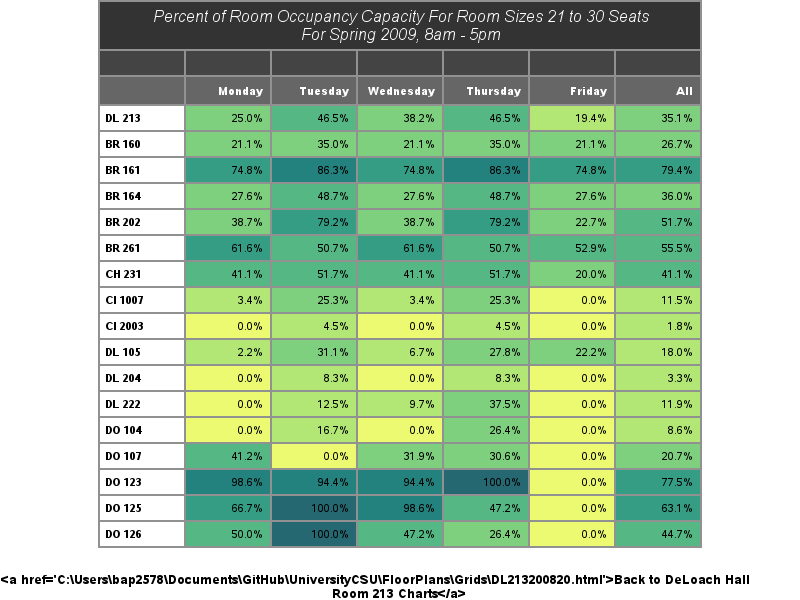 Percent of Room Occupancy Capacity For Room Sizes 21 to 30 Seats
For Spring 2009, 8am - 5pm
Monday Tuesday Wednesday Thursday Friday All
DL 213 25.0% 46.5% 38.2% 46.5% 19.4% 35.1%
BR 160 21.1% 35.0% 21.1% 35.0% 21.1% 26.7%
BR 161 74.8% 86.3% 74.8% 86.3% 74.8% 79.4%
BR 164 27.6% 48.7% 27.6% 48.7% 27.6% 36.0%
BR 202 38.7% 79.2% 38.7% 79.2% 22.7% 51.7%
BR 261 61.6% 50.7% 61.6% 50.7% 52.9% 55.5%
CH 231 41.1% 51.7% 41.1% 51.7% 20.0% 41.1%
CI 1007 3.4% 25.3% 3.4% 25.3% 0.0% 11.5%
CI 2003 0.0% 4.5% 0.0% 4.5% 0.0% 1.8%
DL 105 2.2% 31.1% 6.7% 27.8% 22.2% 18.0%
DL 204 0.0% 8.3% 0.0% 8.3% 0.0% 3.3%
DL 222 0.0% 12.5% 9.7% 37.5% 0.0% 11.9%
DO 104 0.0% 16.7% 0.0% 26.4% 0.0% 8.6%
DO 107 41.2% 0.0% 31.9% 30.6% 0.0% 20.7%
DO 123 98.6% 94.4% 94.4% 100.0% 0.0% 77.5%
DO 125 66.7% 100.0% 98.6% 47.2% 0.0% 63.1%
DO 126 50.0% 100.0% 47.2% 26.4% 0.0% 44.7%
<a href='C:\Users\bap2578\Documents\GitHub\UniversityCSU\FloorPlans\Grids\DL213200820.html'>Back to DeLoach Hall
Room 213 Charts</a>